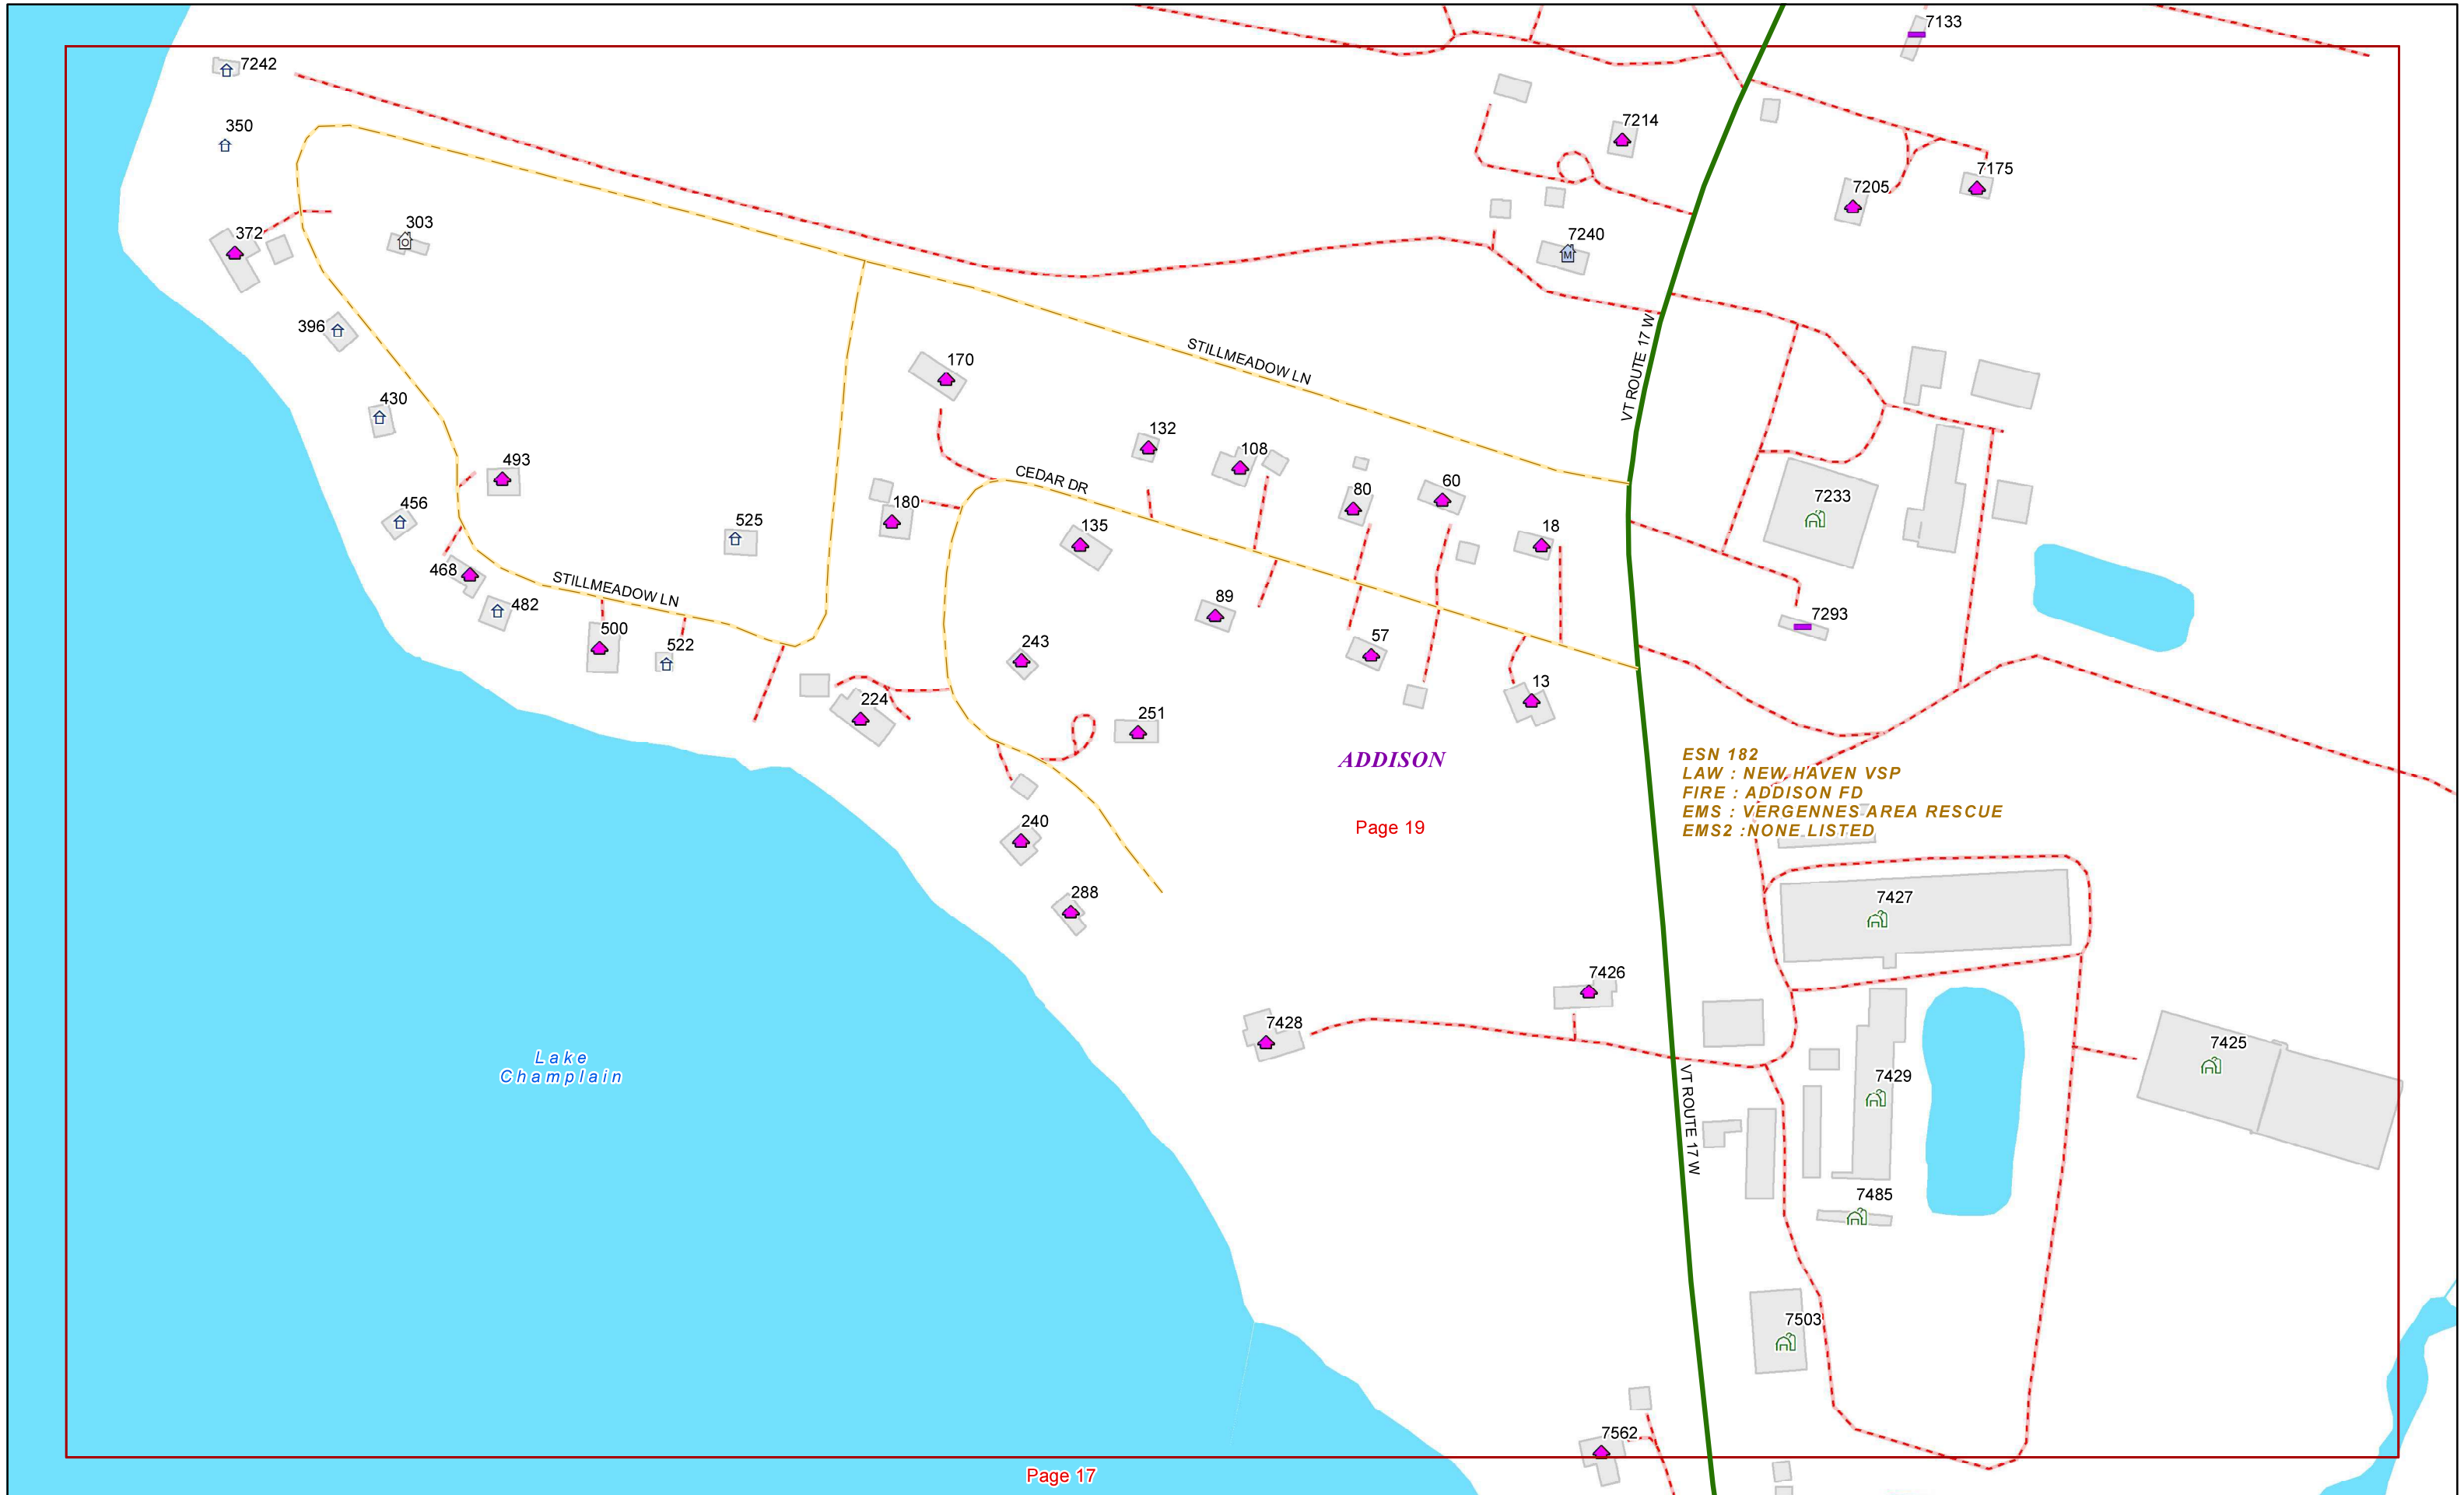 7133
7242
350
7214
7175
7205
303
372
7240
396
STILLMEADOW LN
VT ROUTE 17 W
170
430
132
108
493
CEDAR DR
60
80
7233
456
180
525
135
18
468
STILLMEADOW LN
482
89
7293
500
522
243
57
13
224
251
ADDISON
ESN 182
LAW : NEW HAVEN VSP
FIRE : ADDISON FD
EMS : VERGENNES AREA RESCUE
EMS2 :NONE LISTED
Page 19
240
288
7427
7426
7428
7425
Lake
Champlain
7429
VT ROUTE 17 W
7485
7503
7562
Page 17